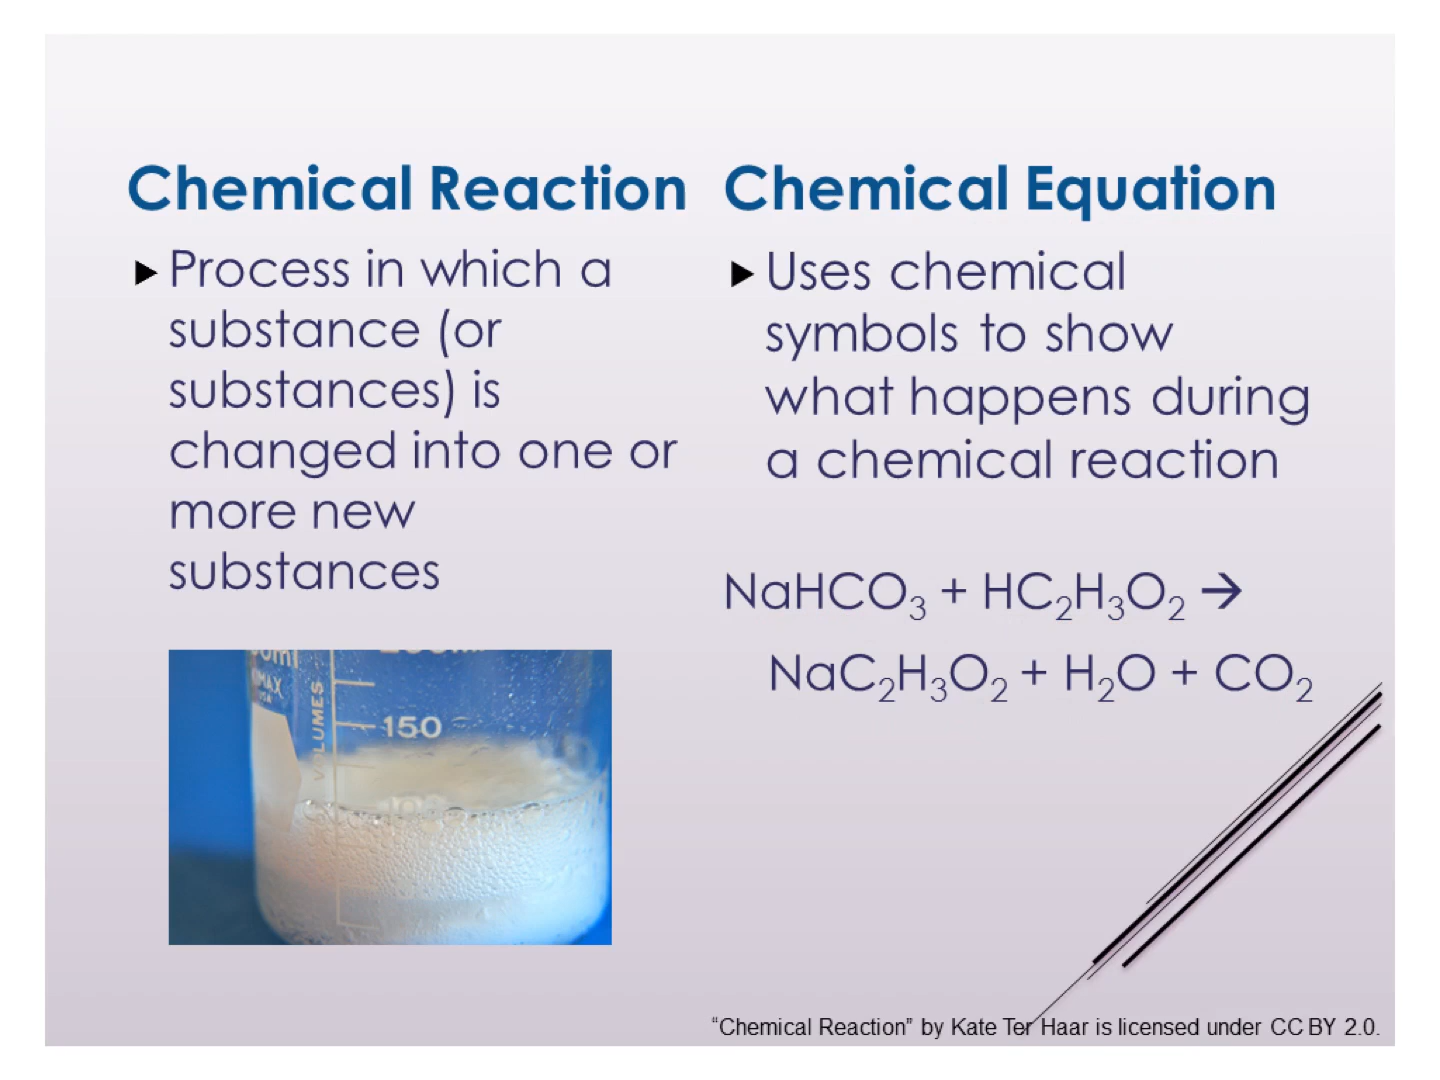 Chemical Reaction
▶ Process in which a
substance (or
substances) is
changed into one or
more new
substances
VOLUMES
150
Chemical Equation
▶ Uses chemical
symbols to show
what happens during
a chemical reaction
NaHCO₃ + HC₂H₃O₂ →
NaC₂H₃O₂ + H₂O + CO₂
“Chemical Reaction” by Kate Ter Haar is licensed under CC BY 2.0.